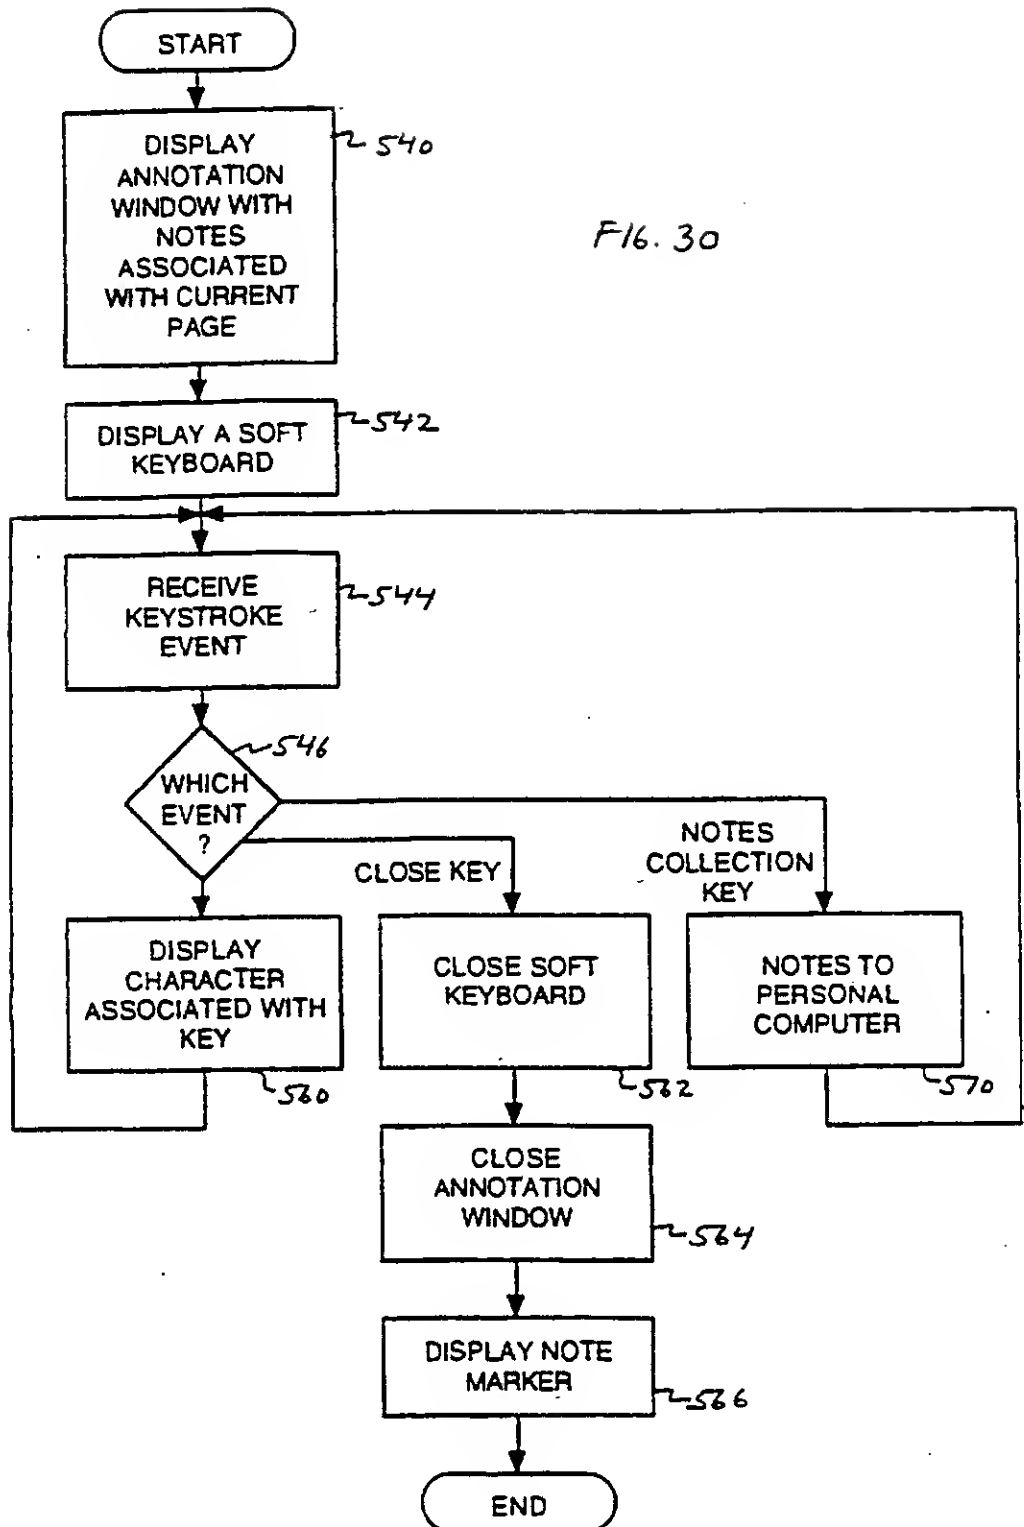 START
DISPLAY
ANNOTATION
WINDOW WITH
NOTES
ASSOCIATED
WITH CURRENT
PAGE
540
FIG. 30
DISPLAY A SOFT
KEYBOARD
542
RECEIVE
KEYSTROKE
EVENT
544
WHICH
EVENT
?
546
CLOSE KEY
NOTES
COLLECTION
KEY
DISPLAY
CHARACTER
ASSOCIATED WITH
KEY
560
CLOSE SOFT
KEYBOARD
562
NOTES TO
PERSONAL
COMPUTER
570
CLOSE
ANNOTATION
WINDOW
564
DISPLAY NOTE
MARKER
566
END